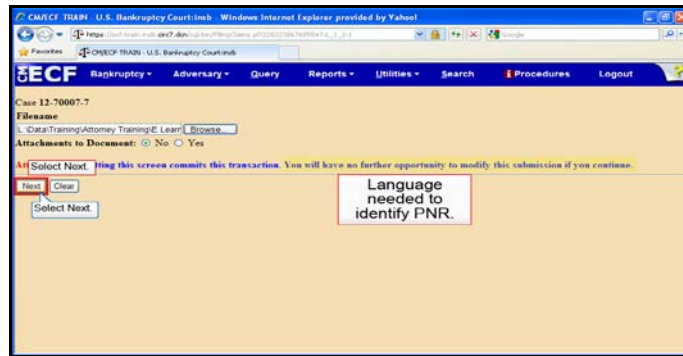 CM/ECF TRAIN - U.S. Bankruptcy Court:insb - Windows Internet Explorer provided by Yahoo!
Google
Favorites CM/ECF TRAIN - U.S. Bankruptcy Court:insb
CM/ECF Bankruptcy Adversary Query Reports Utilities Search Procedures Logout ?
Case 12-70007-7
Filename
L:\Data\Training\Attorney Training\E Learn Browse...
Attachments to Document: No Yes
Select Next. tting this screen commits this transaction. You will have no further opportunity to modify this submission if you continue.
Next Clear
Select Next.
Language
needed to
identify PNR.